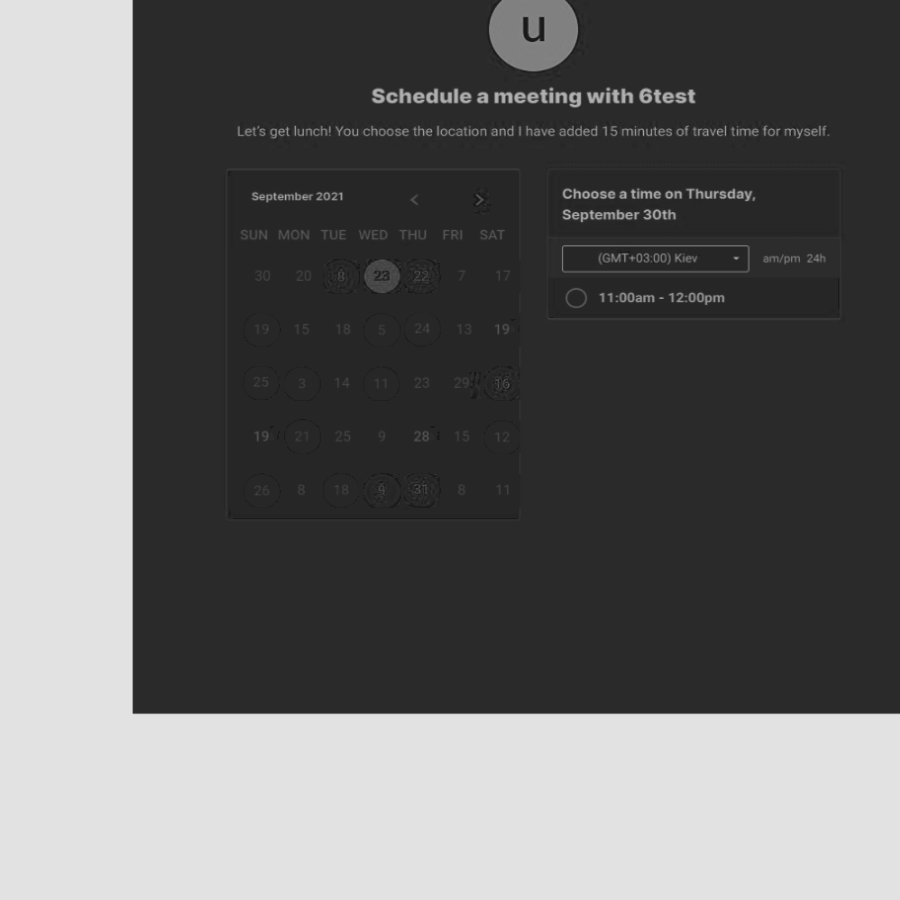 u
Schedule a meeting with 6test
Let's get lunch! You choose the location and I have added 15 minutes of travel time for myself.
September 2021
SUN MON TUE WED THU FRI SAT
30 20 8 23 22 7 17
19 15 18 5 24 13 19
25 3 14 11 23 29 16
19 21 25 9 28 15 12
26 8 18 9 31 8 11
Choose a time on Thursday,
September 30th
(GMT+03:00) Kiev am/pm 24h
11:00am - 12:00pm